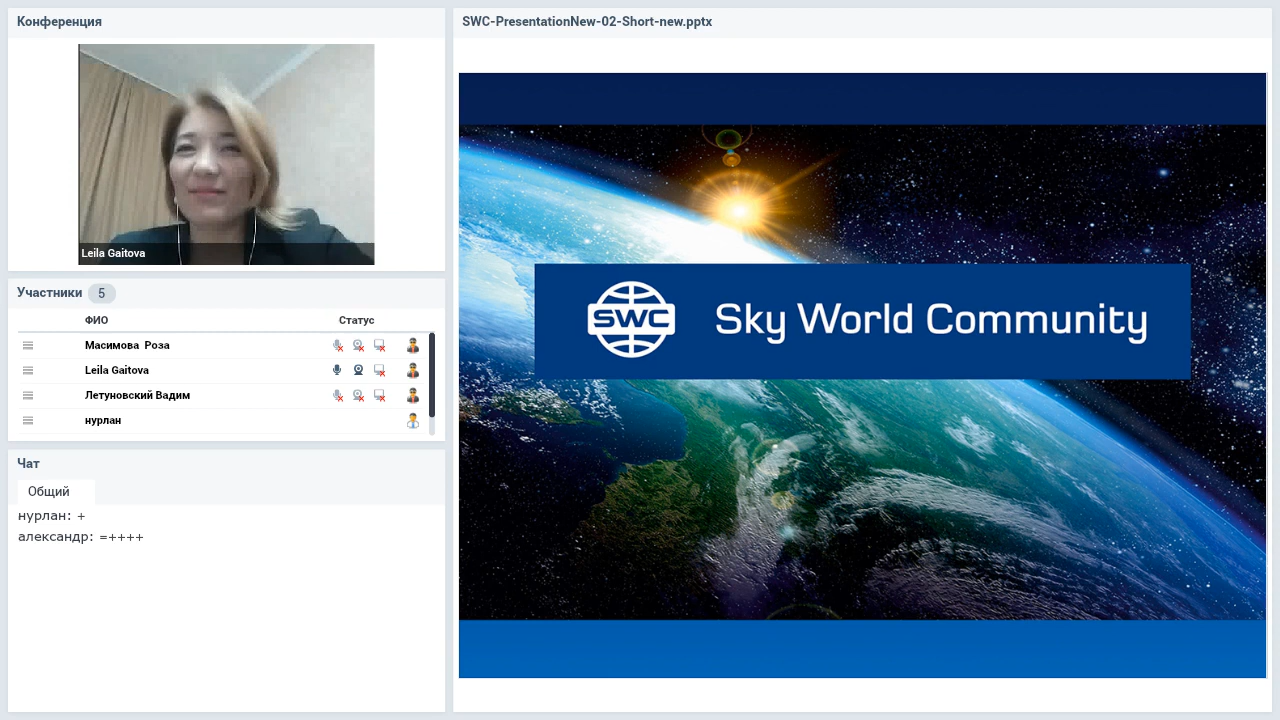 Конференция
Leila Gaitova
Участники 5
ФИО Статус
Масимова Роза
Leila Gaitova
Летуновский Вадим
нурлан
Чат
Общий
нурлан: +
александр: =++++
SWC-PresentationNew-02-Short-new.pptx
SWC Sky World Community